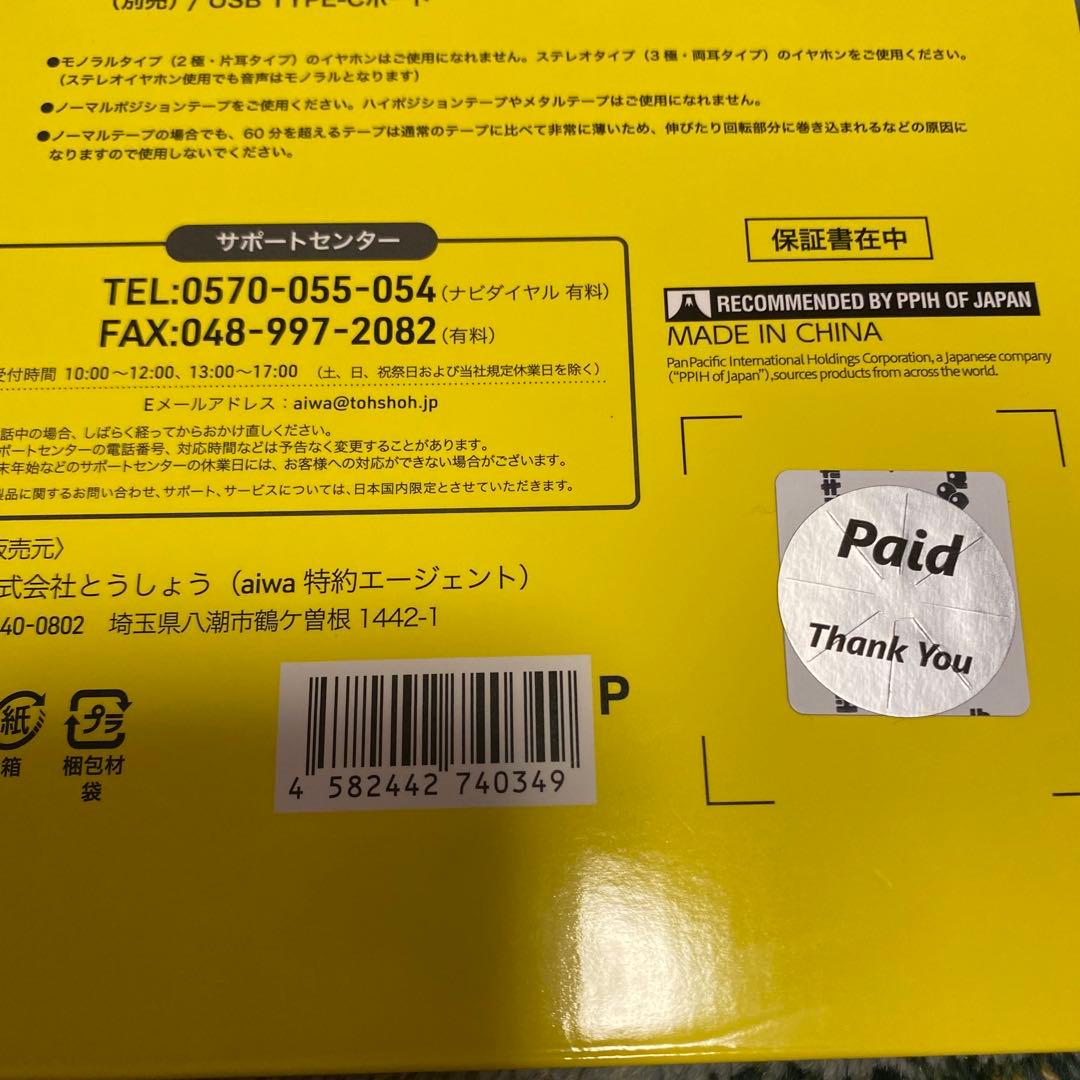 (別売) / USB TYPE-Cポート
●モノラルタイプ(2極・片耳タイプ)のイヤホンはご使用になれません。ステレオタイプ(3極・両耳タイプ)のイヤホンをご使用ください。
(ステレオイヤホン使用でも音声はモノラルとなります)
●ノーマルポジションテープをご使用ください。ハイポジションテープやメタルテープはご使用になれません。
●ノーマルテープの場合でも、60分を超えるテープは通常のテープに比べて非常に薄いため、伸びたり回転部分に巻き込まれるなどの原因に
なりますので使用しないでください。
サポートセンター
TEL:0570-055-054(ナビダイヤル 有料)
FAX:048-997-2082(有料)
受付時間 10:00~12:00、13:00~17:00 (土、日、祝祭日および当社規定休業日を除く)
Eメールアドレス:aiwa@tohshoh.jp
話中の場合、しばらく経ってからおかけ直しください。
ポートセンターの電話番号、対応時間などは予告なく変更することがあります。
末年始などのサポートセンターの休業日には、お客様への対応ができない場合がございます。
製品に関するお問い合わせ、サポート、サービスについては、日本国内限定とさせていただきます。
販売元〉
式会社とうしょう(aiwa 特約エージェント)
40-0802 埼玉県八潮市鶴ケ曽根 1442-1
紙
箱
プラ
梱包材
袋
4 582442 740349
P
保証書在中
RECOMMENDED BY PPIH OF JAPAN
MADE IN CHINA
Pan Pacific International Holdings Corporation, a Japanese company
("PPIH of Japan"),sources products from across the world.
Paid
Thank You